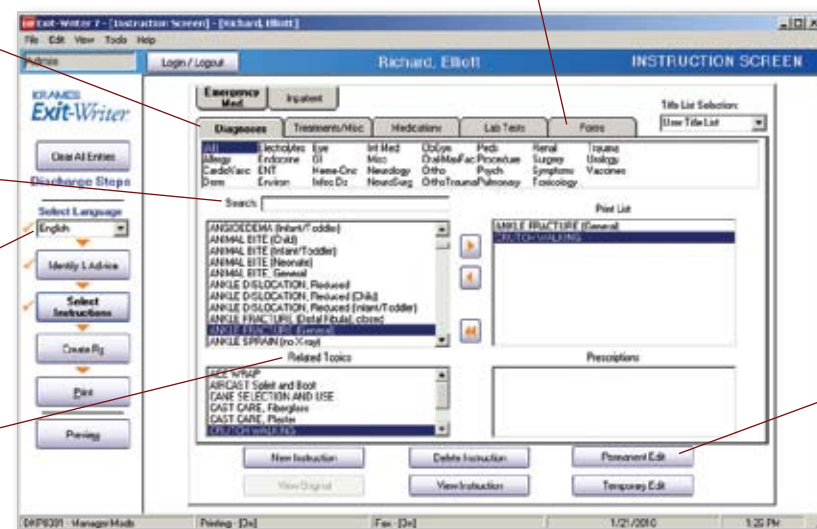 Exit-Writer 7 - [Instruction Screen] - [Richard, Elliott]
File Edit View Tools Help
Admin
Login / Logout
Richard, Elliott
INSTRUCTION SCREEN
KRAMES
Exit-Writer
Clear All Entries
Discharge Steps
Select Language
English
Identify & Advice
Select Instructions
Create Rx
Print
Preview
Emergency Med
Inpatient
Title List Selection:
User Title List
Diagnoses
Treatments/Misc
Medications
Lab Tests
Forms
All Electrolytes Eye Int Med Ob/Gyn Peds Renal Trauma
Allergy Endocrine GI Misc Oral-MaxFac Procedure Surgery Urology
CardioVasc ENT Heme-Onc Neurology Ortho Psych Symptoms Vaccines
Derm Environ Infec Dz NeuroSurg OrthoTrauma Pulmonary Toxicology
Search:
Print List
ANGIOEDEMA (Infant/Toddler)
ANIMAL BITE (Child)
ANIMAL BITE (Infant/Toddler)
ANIMAL BITE (Neonate)
ANIMAL BITE, General
ANKLE DISLOCATION, Reduced
ANKLE DISLOCATION, Reduced (Child)
ANKLE DISLOCATION, Reduced (Infant/Toddler)
ANKLE FRACTURE (Distal Fibula), closed
ANKLE FRACTURE (General)
ANKLE SPRAIN (no X-ray)
ANKLE FRACTURE (General)
CRUTCH WALKING
Related Topics
ACE WRAP
AIRCAST Splint and Boot
CANE SELECTION AND USE
CAST CARE, Fiberglass
CAST CARE, Plaster
CRUTCH WALKING
Prescriptions
New Instruction
Delete Instruction
Permanent Edit
View Original
View Instruction
Temporary Edit
Manager Mode
Printing - [On]
Fax - [On]
1/21/2010
1:26 PM